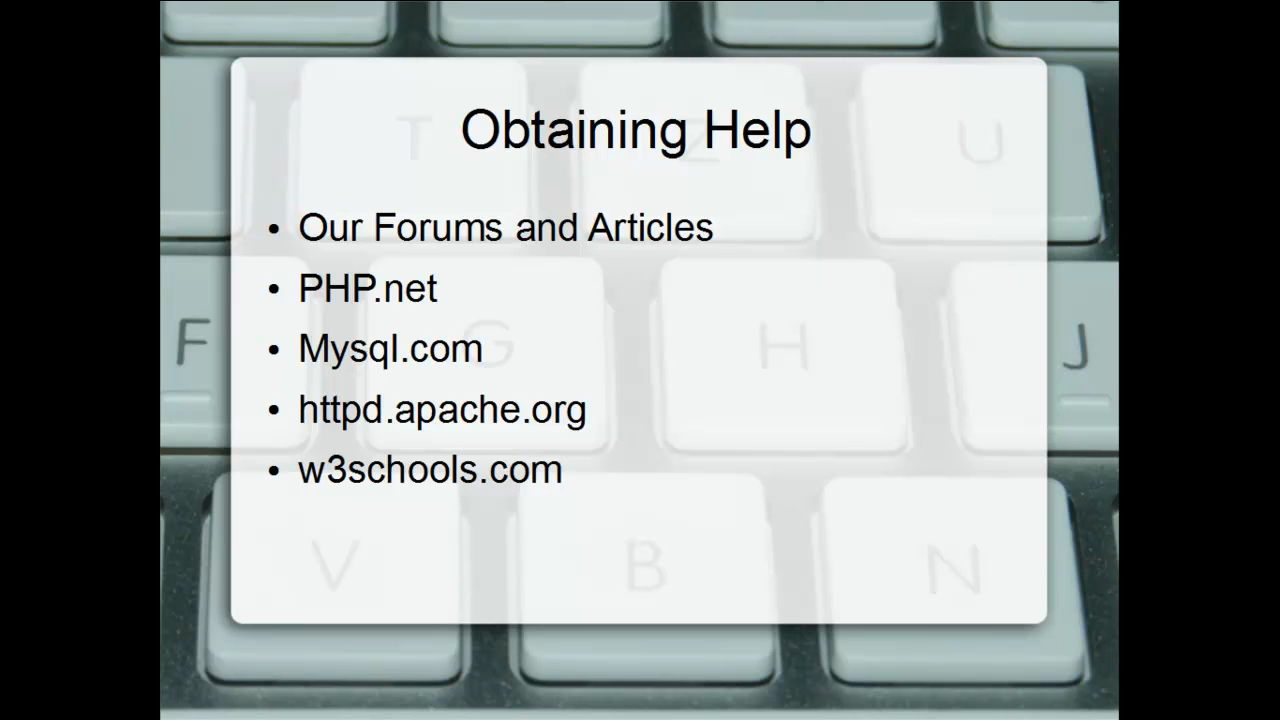 Obtaining Help
• Our Forums and Articles
• PHP.net
• Mysql.com
• httpd.apache.org
• w3schools.com
T Z U
F G H J
V B N